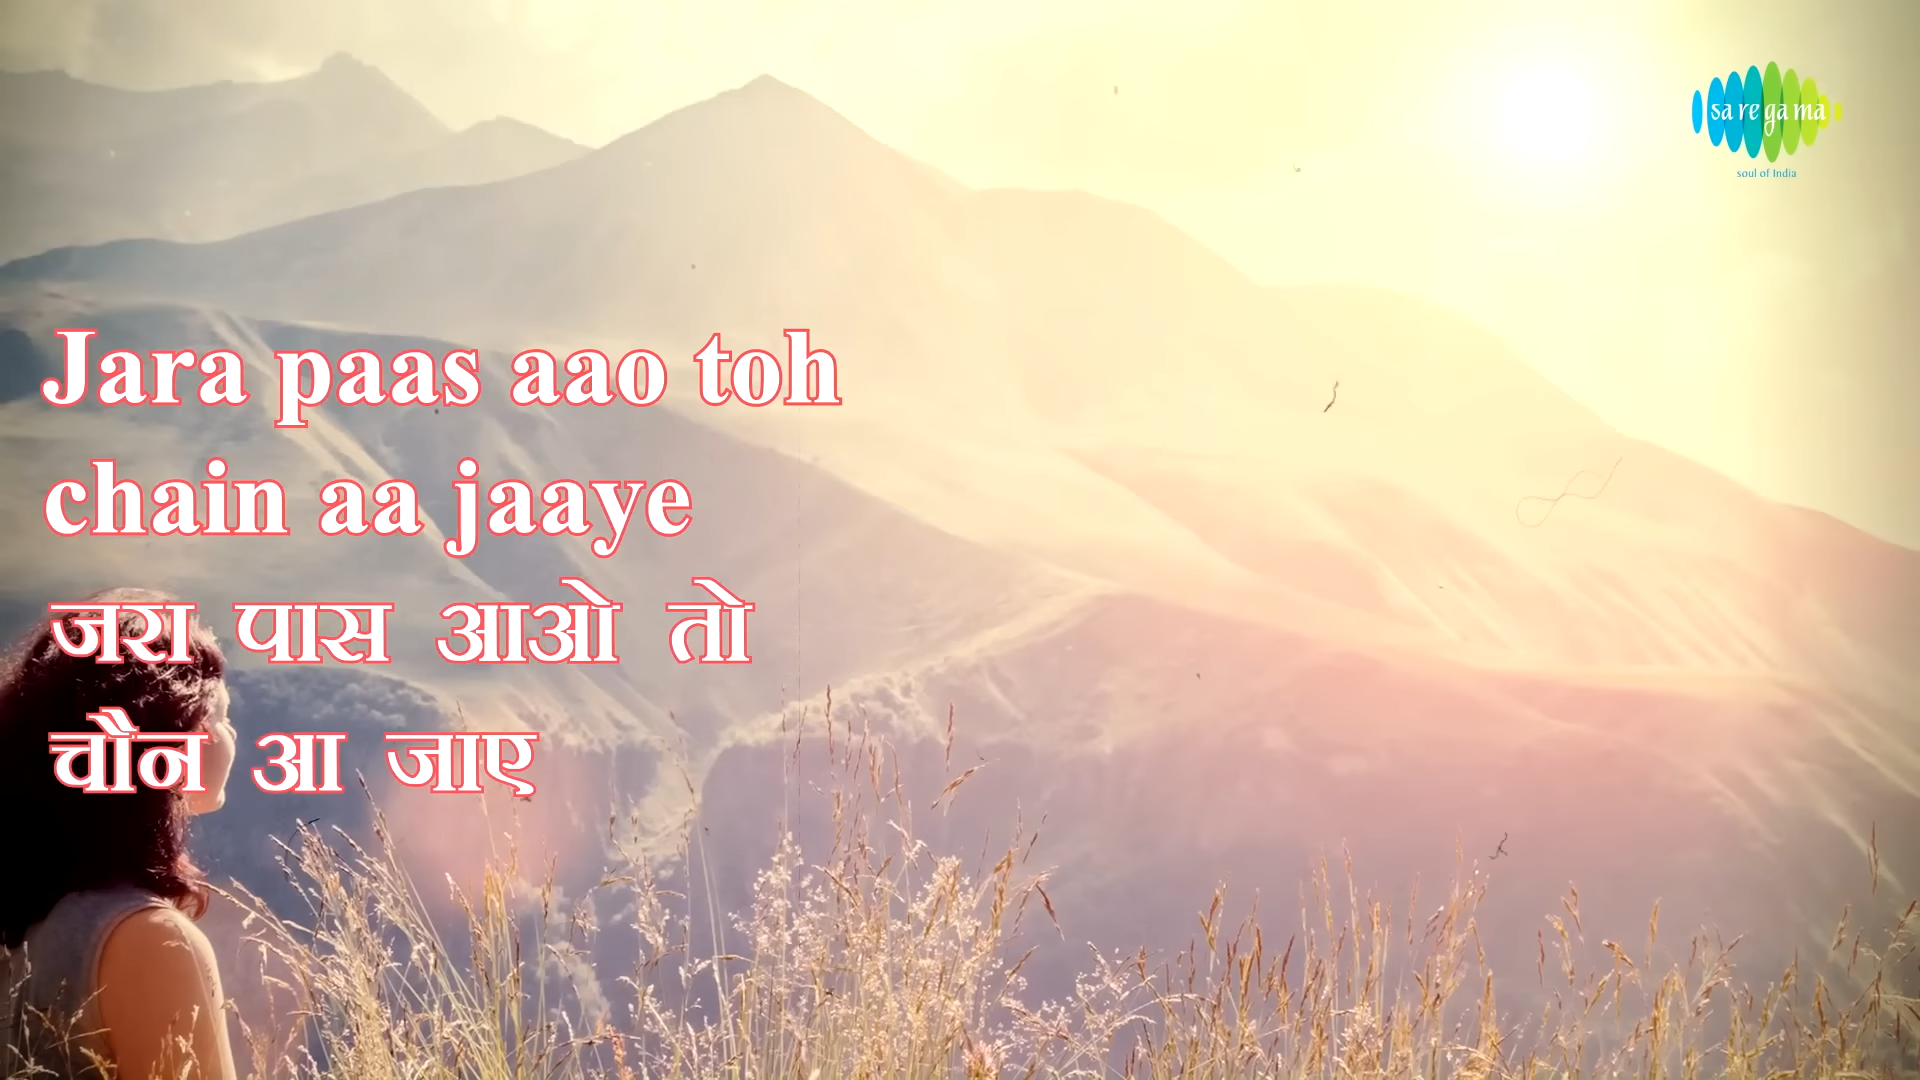 sa re ga ma
soul of India
Jara paas aao toh
chain aa jaaye
जरा पास आओ तो
चौन आ जाए